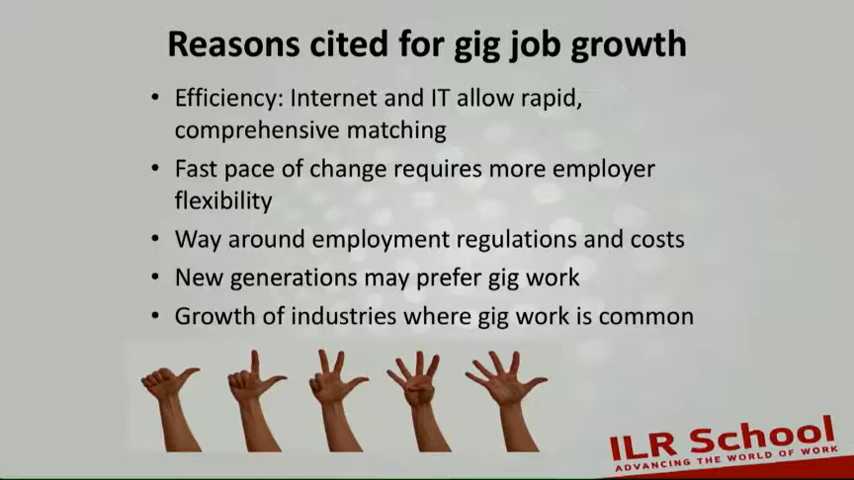 Reasons cited for gig job growth
• Efficiency: Internet and IT allow rapid,
comprehensive matching
• Fast pace of change requires more employer
flexibility
• Way around employment regulations and costs
• New generations may prefer gig work
• Growth of industries where gig work is common
ILR School
ADVANCING THE WORLD OF WORK